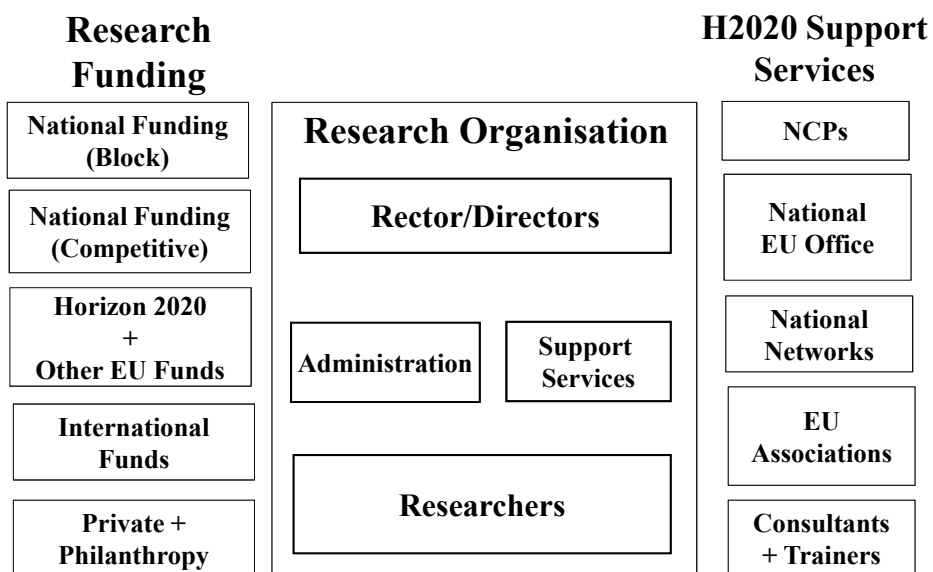 Research
Funding
National Funding
(Block)
National Funding
(Competitive)
Horizon 2020
+
Other EU Funds
International
Funds
Private +
Philanthropy
Research Organisation
Rector/Directors
Administration
Support
Services
Researchers
H2020 Support
Services
NCPs
National
EU Office
National
Networks
EU
Associations
Consultants
+ Trainers